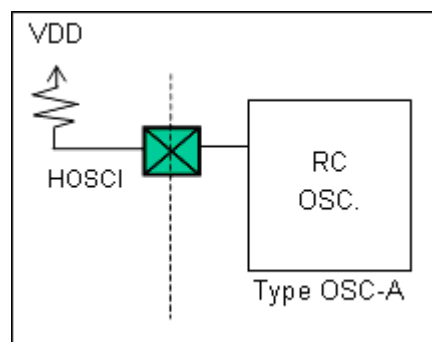 VDD
HOSCI
RC
OSC.
Type OSC-A